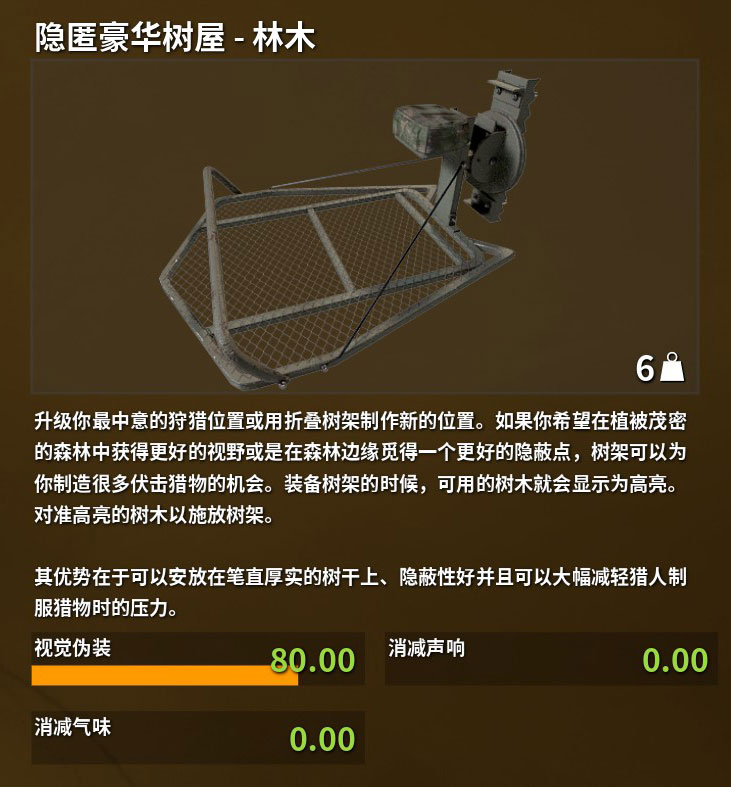 隐匿豪华树屋 - 林木
6
升级你最中意的狩猎位置或用折叠树架制作新的位置。如果你希望在植被茂密
的森林中获得更好的视野或是在森林边缘觅得一个更好的隐蔽点，树架可以为
你制造很多伏击猎物的机会。装备树架的时候，可用的树木就会显示为高亮。
对准高亮的树木以施放树架。
其优势在于可以安放在笔直厚实的树干上、隐蔽性好并且可以大幅减轻猎人制
服猎物时的压力。
视觉伪装
80.00
消减声响
0.00
消减气味
0.00